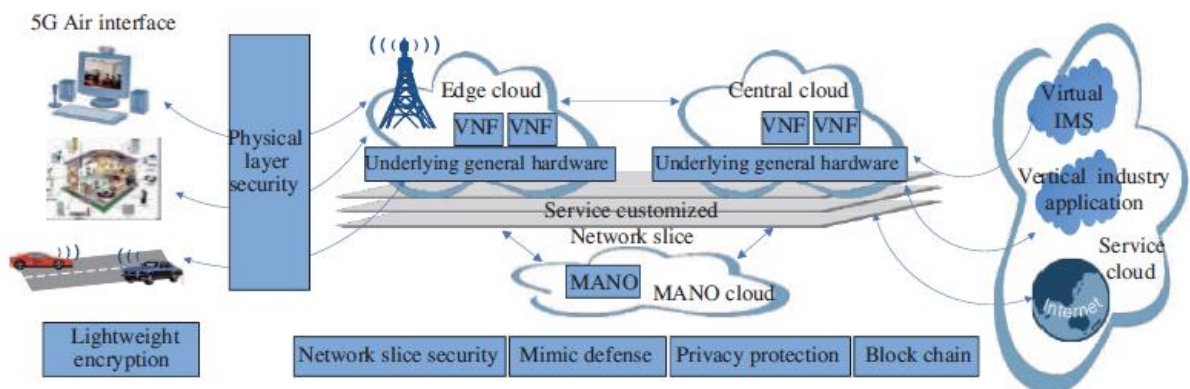 5G Air interface
Physical
layer
security
Edge cloud
VNF VNF
Underlying general hardware
Central cloud
VNF VNF
Underlying general hardware
Service customized
Network slice
MANO
MANO cloud
Virtual
IMS
Vertical industry
application
Service
cloud
Internet
Lightweight
encryption
Network slice security
Mimic defense
Privacy protection
Block chain